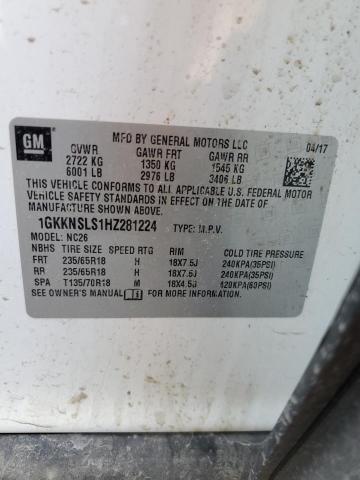 GM
MFD BY GENERAL MOTORS LLC 04/17
GVWR GAWR FRT GAWR RR
2722 KG 1350 KG 1545 KG
6001 LB 2976 LB 3406 LB
THIS VEHICLE CONFORMS TO ALL APPLICABLE U.S. FEDERAL MOTOR
VEHICLE SAFETY STANDARDS IN EFFECT ON THE DATE OF
MANUFACTURE SHOWN ABOVE.
1GKKNSLS1HZ281224 TYPE: M.P.V.
MODEL: NC26
NBHS TIRE SIZE SPEED RTG RIM COLD TIRE PRESSURE
FRT 235/65R18 H 18X7.5J 240KPA(35PSI)
RR 235/65R18 H 18X7.5J 240KPA(35PSI)
SPA T135/70R18 M 18X4.5J 420KPA(60PSI)
SEE OWNER'S MANUAL FOR MORE INFORMATION